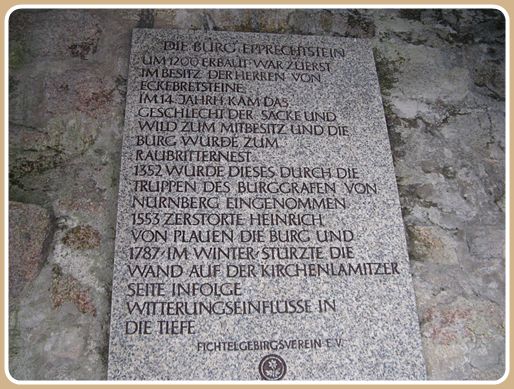 DIE BURG EPPRECHTSTEIN
UM 1200 ERBAUT WAR ZUERST
IM BESITZ DER HERREN VON
ECKEBRETSTEINE.
IM 14. JAHRH. KAM DAS
GESCHLECHT DER SACKE UND
WILD ZUM MITBESITZ UND DIE
BURG WURDE ZUM
RAUBRITTERNEST.
1352 WURDE DIESES DURCH DIE
TRUPPEN DES BURGGRAFEN VON
NÜRNBERG EINGENOMMEN
1553 ZERSTÖRTE HEINRICH
VON PLAUEN DIE BURG UND
1787 IM WINTER STÜRZTE DIE
WAND AUF DER KIRCHENLAMITZER
SEITE INFOLGE
WITTERUNGSEINFLÜSSE IN
DIE TIEFE
FICHTELGEBIRGSVEREIN E.V.